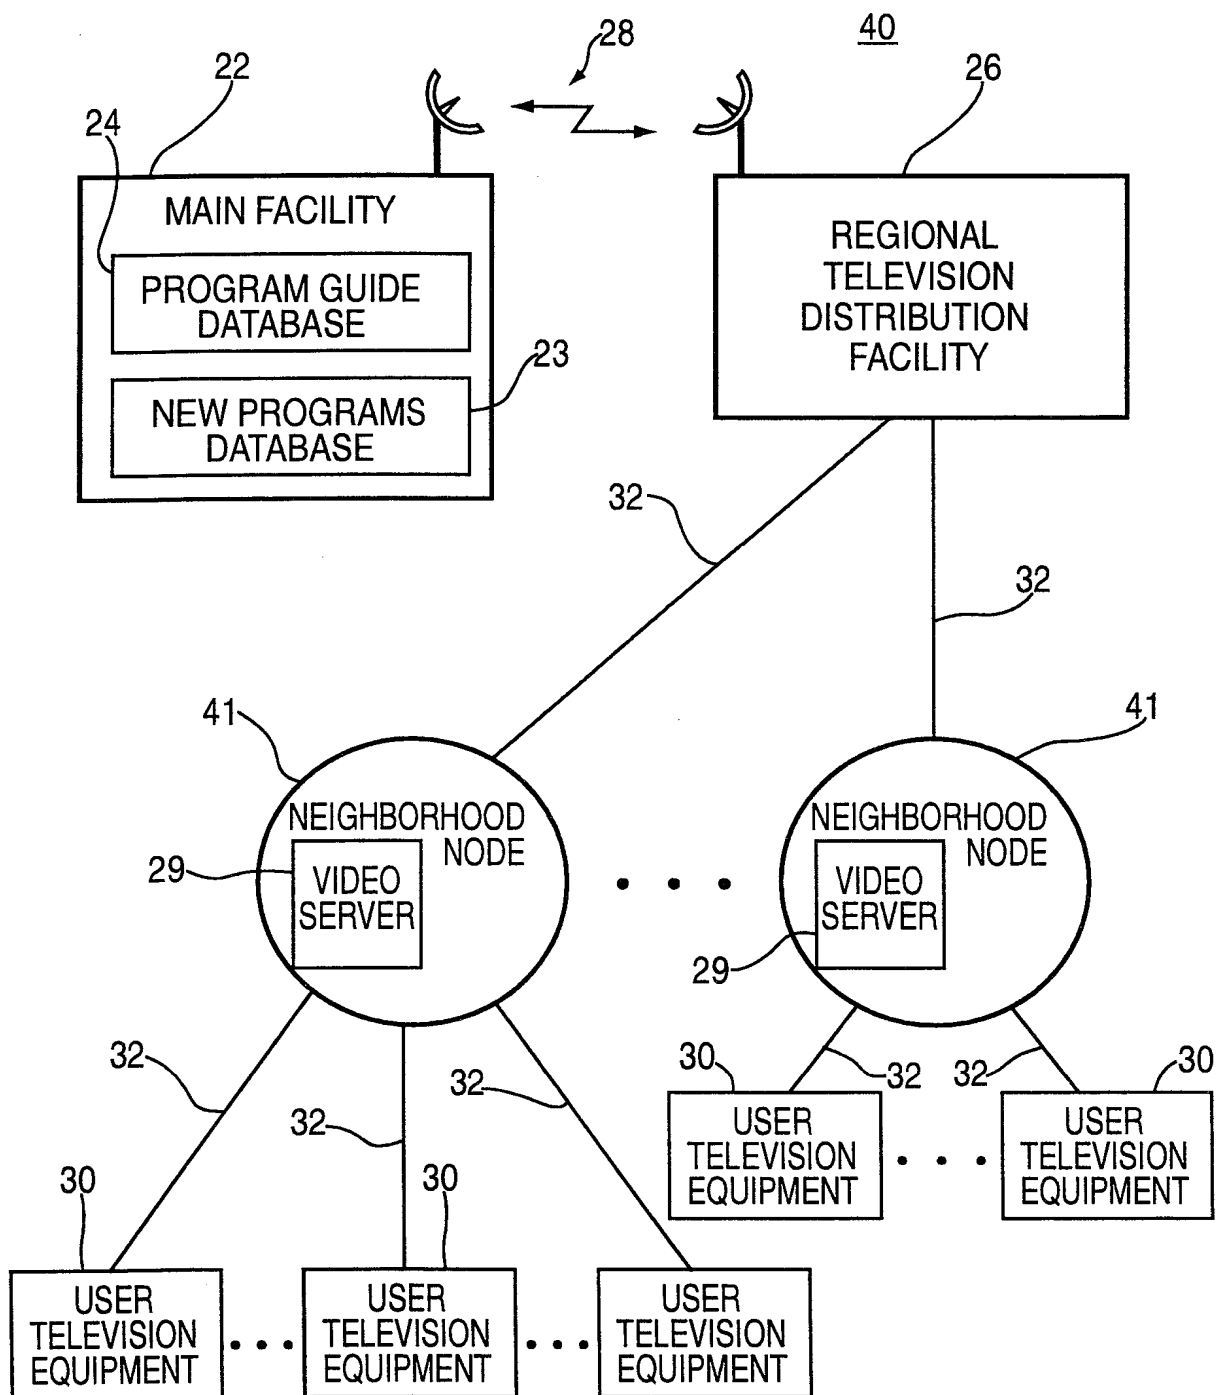 40
28
22
26
24
MAIN FACILITY
PROGRAM GUIDE
DATABASE
23
NEW PROGRAMS
DATABASE
REGIONAL
TELEVISION
DISTRIBUTION
FACILITY
32
32
41
41
NEIGHBORHOOD
NODE
29
VIDEO
SERVER
NEIGHBORHOOD
NODE
VIDEO
SERVER
29
32
32
32
30
32
32
30
USER
TELEVISION
EQUIPMENT
USER
TELEVISION
EQUIPMENT
30
30
USER
TELEVISION
EQUIPMENT
USER
TELEVISION
EQUIPMENT
USER
TELEVISION
EQUIPMENT